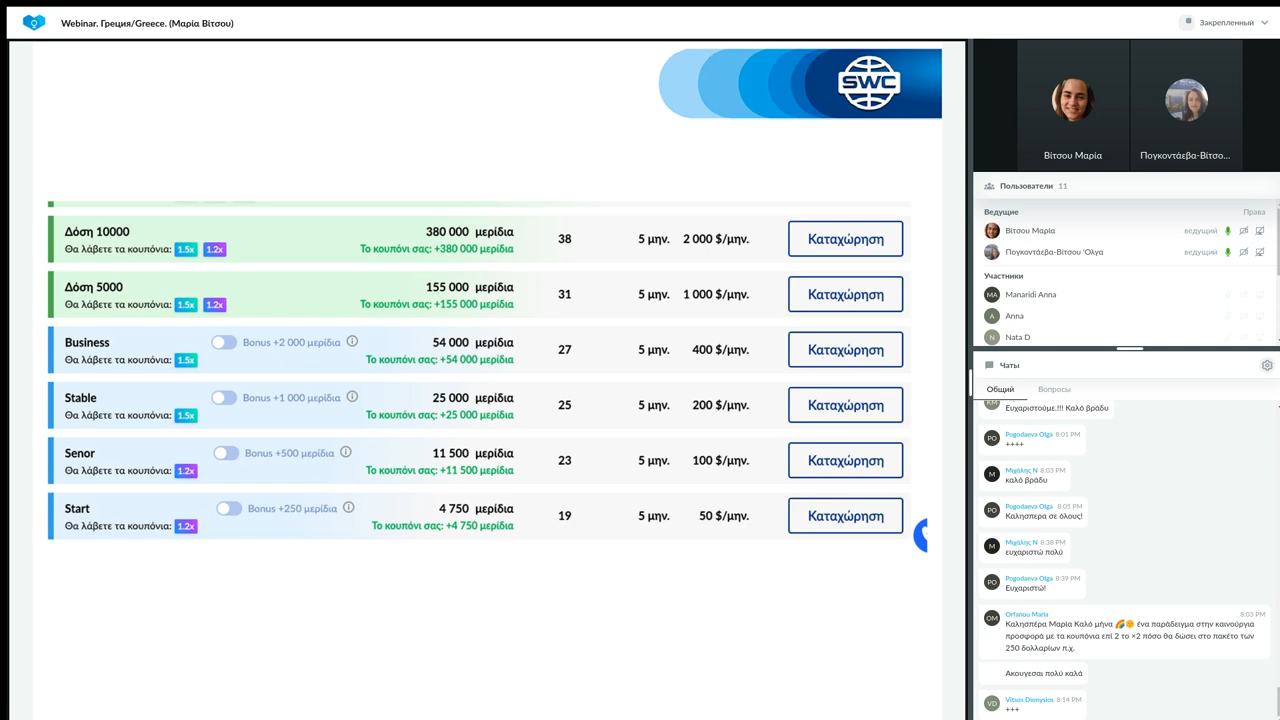 Webinar. Греция/Greece. (Μαρία Βίτσου)
Закрепленный
SWC
Δόση 10000
380 000 μερίδια
Θα λάβετε τα κουπόνια: 1.5x 1.2x
Το κουπόνι σας: +380 000 μερίδια
38
5 μην.
2 000 $/μην.
Καταχώρηση
Δόση 5000
155 000 μερίδια
Θα λάβετε τα κουπόνια: 1.5x 1.2x
Το κουπόνι σας: +155 000 μερίδια
31
5 μην.
1 000 $/μην.
Καταχώρηση
Business
Bonus +2 000 μερίδια
54 000 μερίδια
Θα λάβετε τα κουπόνια: 1.5x
Το κουπόνι σας: +54 000 μερίδια
27
5 μην.
400 $/μην.
Καταχώρηση
Stable
Bonus +1 000 μερίδια
25 000 μερίδια
Θα λάβετε τα κουπόνια: 1.5x
Το κουπόνι σας: +25 000 μερίδια
25
5 μην.
200 $/μην.
Καταχώρηση
Senor
Bonus +500 μερίδια
11 500 μερίδια
Θα λάβετε τα κουπόνια: 1.2x
Το κουπόνι σας: +11 500 μερίδια
23
5 μην.
100 $/μην.
Καταχώρηση
Start
Bonus +250 μερίδια
4 750 μερίδια
Θα λάβετε τα κουπόνια: 1.2x
Το κουπόνι σας: +4 750 μερίδια
19
5 μην.
50 $/μην.
Καταχώρηση
Βίτσου Μαρία
Πογκοντάεβα-Βίτσο...
Пользователи 11
Ведущие
Права
Βίτσου Μαρία
ведущий
Πογκοντάεβα-Βίτσου 'Ολγα
ведущий
Участники
MA Manaridi Anna
A Anna
N Nata D
Чаты
Общий
Вопросы
Ευχαριστούμε.!!! Καλό βράδυ
PO Pogodaeva Olga 8:01 PM
++++
M Μιχάλης Ν 8:03 PM
καλό βράδυ
PO Pogodaeva Olga 8:05 PM
Καλησπερα σε όλους!
M Μιχάλης Ν 8:38 PM
ευχαριστώ πολύ
PO Pogodaeva Olga 8:39 PM
Ευχαριστώ!
OM Orfanou Maria 8:03 PM
Καλησπέρα Μαρία Καλό μήνα 🌈🌞 ένα παράδειγμα στην καινούργια
προσφορά με τα κουπόνια επί 2 το ×2 πόσο θα δώσει στο πακέτο των
250 δολλαρίων π.χ.
Ακουγεσαι πολύ καλά
VD Vitsos Dionysios 8:14 PM
+++